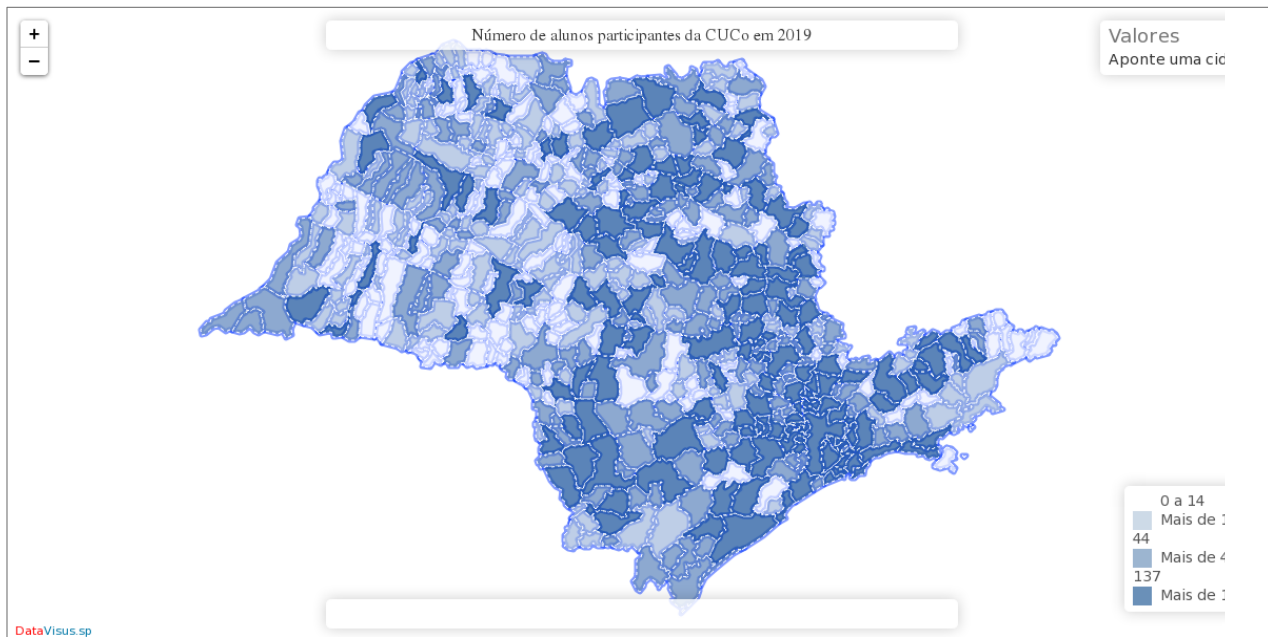 +
Número de alunos participantes da CUCo em 2019
Valores
−
Aponte uma cid
0 a 14
Mais de 1
44
Mais de 4
137
Mais de 1
DataVisus.sp